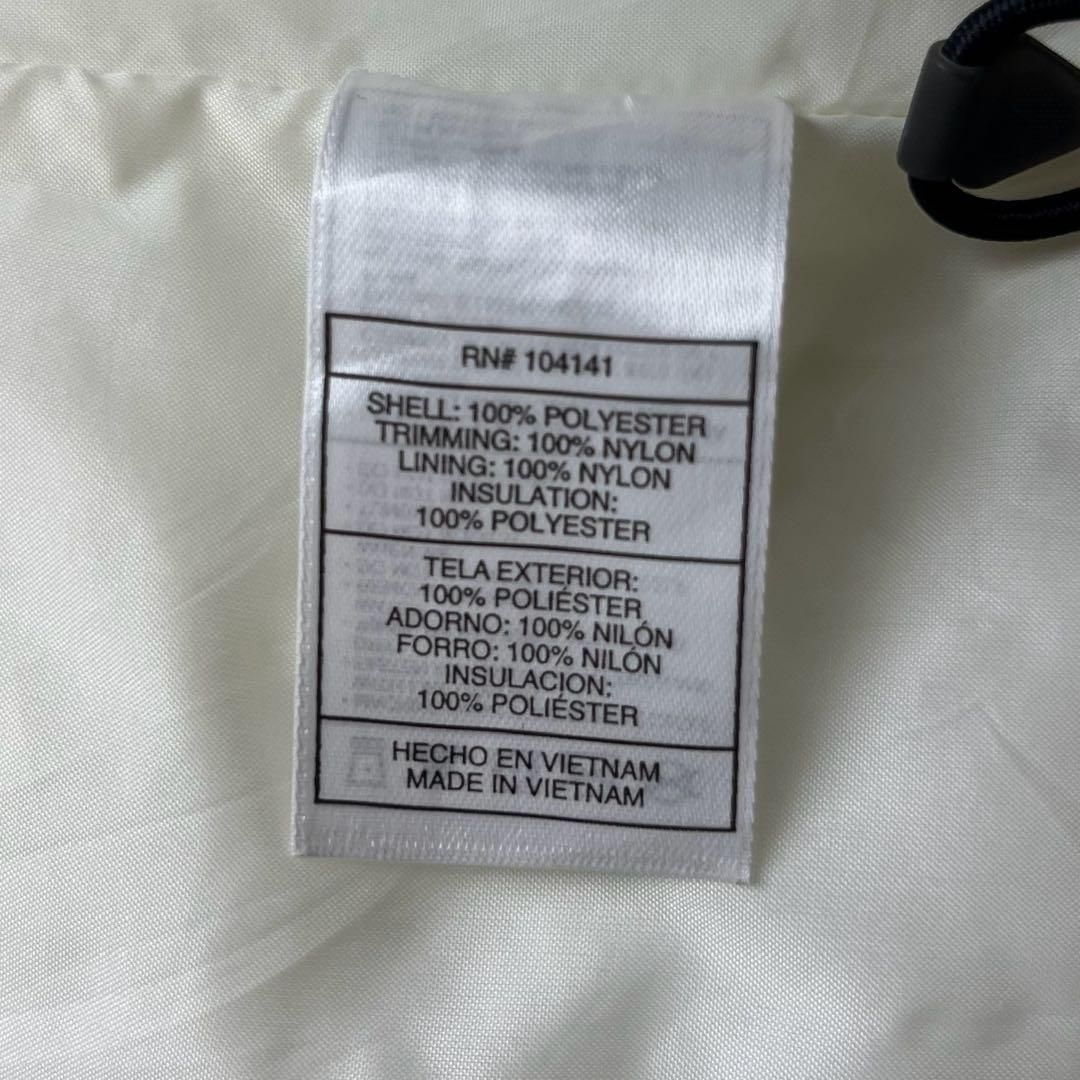 RN# 104141
SHELL: 100% POLYESTER
TRIMMING: 100% NYLON
LINING: 100% NYLON
INSULATION:
100% POLYESTER
TELA EXTERIOR:
100% POLIÉSTER
ADORNO: 100% NILÓN
FORRO: 100% NILÓN
INSULACION:
100% POLIÉSTER
HECHO EN VIETNAM
MADE IN VIETNAM